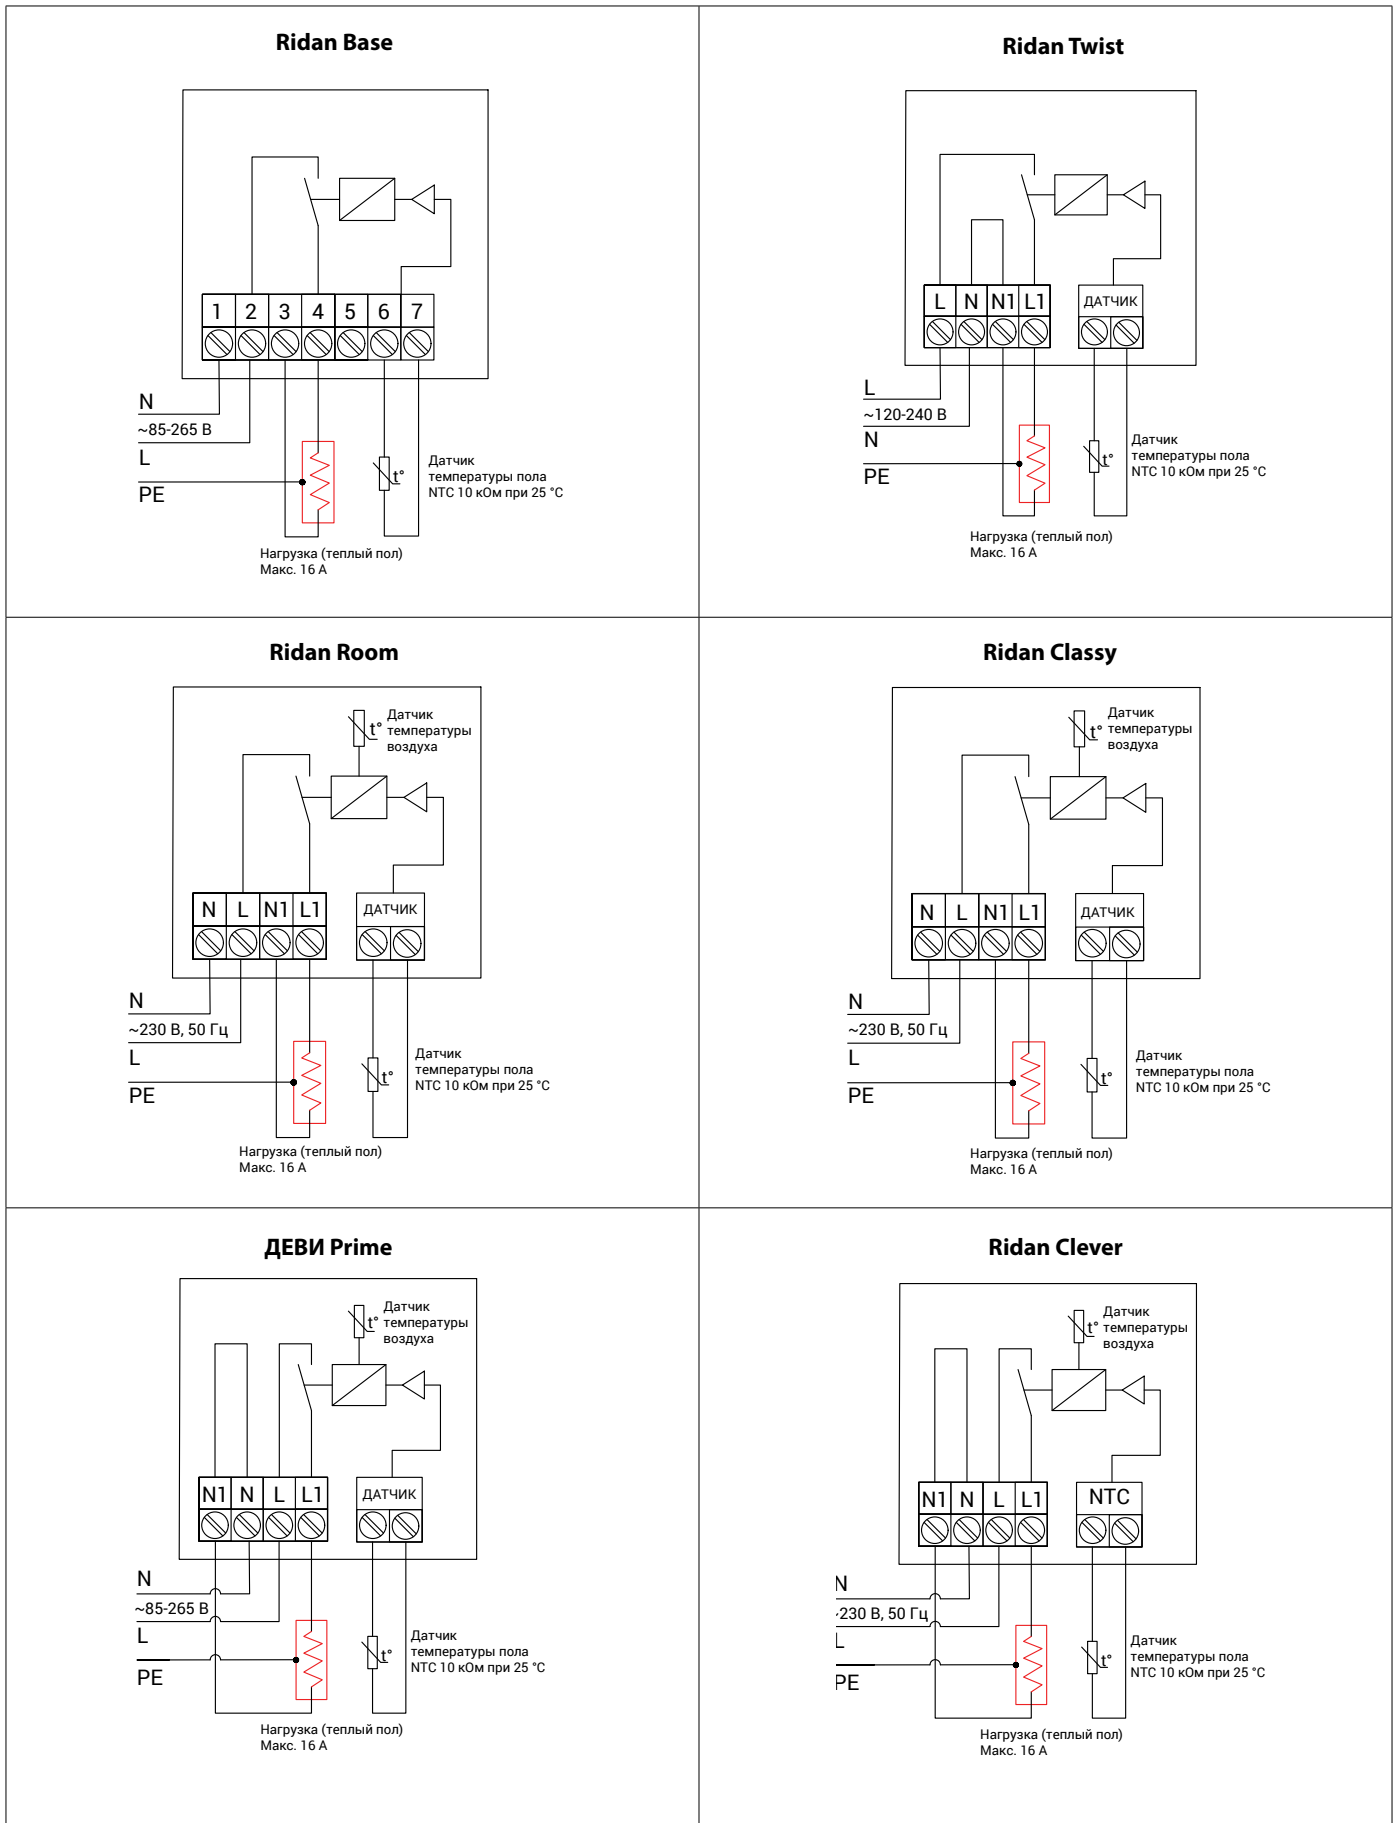 Ridan Base
1 2 3 4 5 6 7
N
~85-265 В
L
PE
t°
Датчик
температуры пола
NTC 10 кОм при 25 °C
Нагрузка (теплый пол)
Макс. 16 А
Ridan Twist
L N N1 L1
ДАТЧИК
L
~120-240 В
N
PE
t°
Датчик
температуры пола
NTC 10 кОм при 25 °C
Нагрузка (теплый пол)
Макс. 16 А
Ridan Room
t°
Датчик
температуры
воздуха
N L N1 L1
ДАТЧИК
N
~230 В, 50 Гц
L
PE
t°
Датчик
температуры пола
NTC 10 кОм при 25 °C
Нагрузка (теплый пол)
Макс. 16 А
Ridan Classy
t°
Датчик
температуры
воздуха
N L N1 L1
ДАТЧИК
N
~230 В, 50 Гц
L
PE
t°
Датчик
температуры пола
NTC 10 кОм при 25 °C
Нагрузка (теплый пол)
Макс. 16 А
ДЕВИ Prime
t°
Датчик
температуры
воздуха
N1 N L L1
ДАТЧИК
N
~85-265 В
L
PE
t°
Датчик
температуры пола
NTC 10 кОм при 25 °C
Нагрузка (теплый пол)
Макс. 16 А
Ridan Clever
t°
Датчик
температуры
воздуха
N1 N L L1
NTC
N
~230 В, 50 Гц
L
PE
t°
Датчик
температуры пола
NTC 10 кОм при 25 °C
Нагрузка (теплый пол)
Макс. 16 А